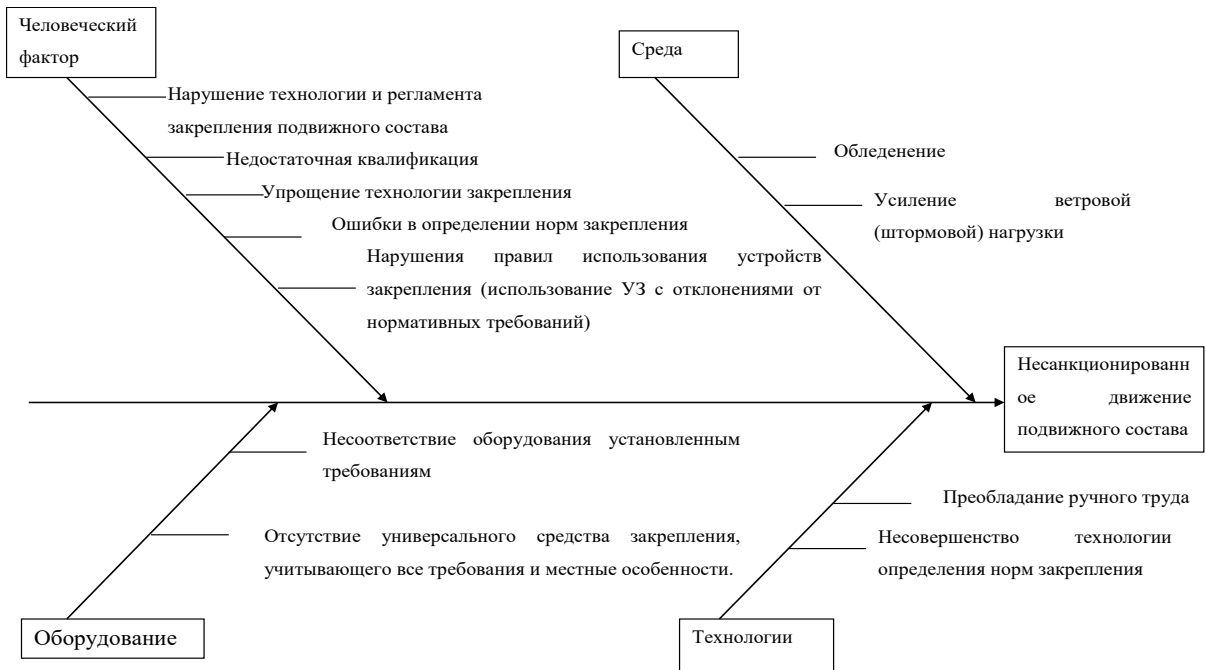 Человеческий
фактор
Среда
Нарушение технологии и регламента
закрепления подвижного состава
Недостаточная квалификация
Упрощение технологии закрепления
Ошибки в определении норм закрепления
Нарушения правил использования устройств
закрепления (использование УЗ с отклонениями от
нормативных требований)
Обледенение
Усиление ветровой
(штормовой) нагрузки
Несанкционированн
ое движение
подвижного состава
Несоответствие оборудования установленным
требованиям
Отсутствие универсального средства закрепления,
учитывающего все требования и местные особенности.
Преобладание ручного труда
Несовершенство технологии
определения норм закрепления
Оборудование
Технологии